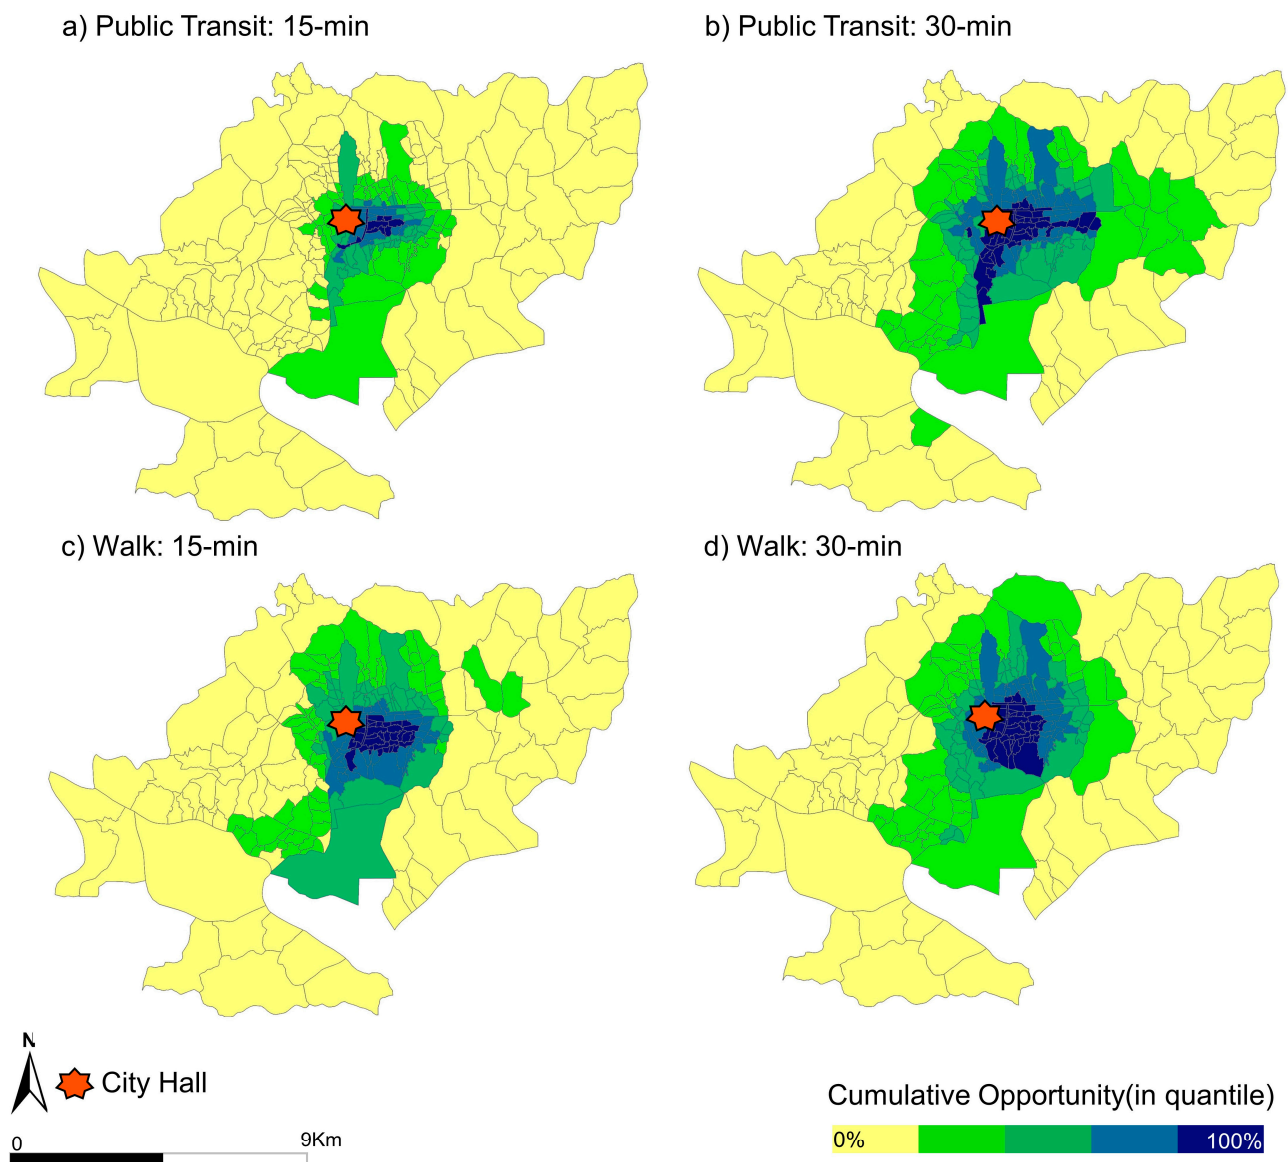 a) Public Transit: 15-min
b) Public Transit: 30-min
c) Walk: 15-min
d) Walk: 30-min
N
City Hall
0
9Km
Cumulative Opportunity(in quantile)
0%
100%